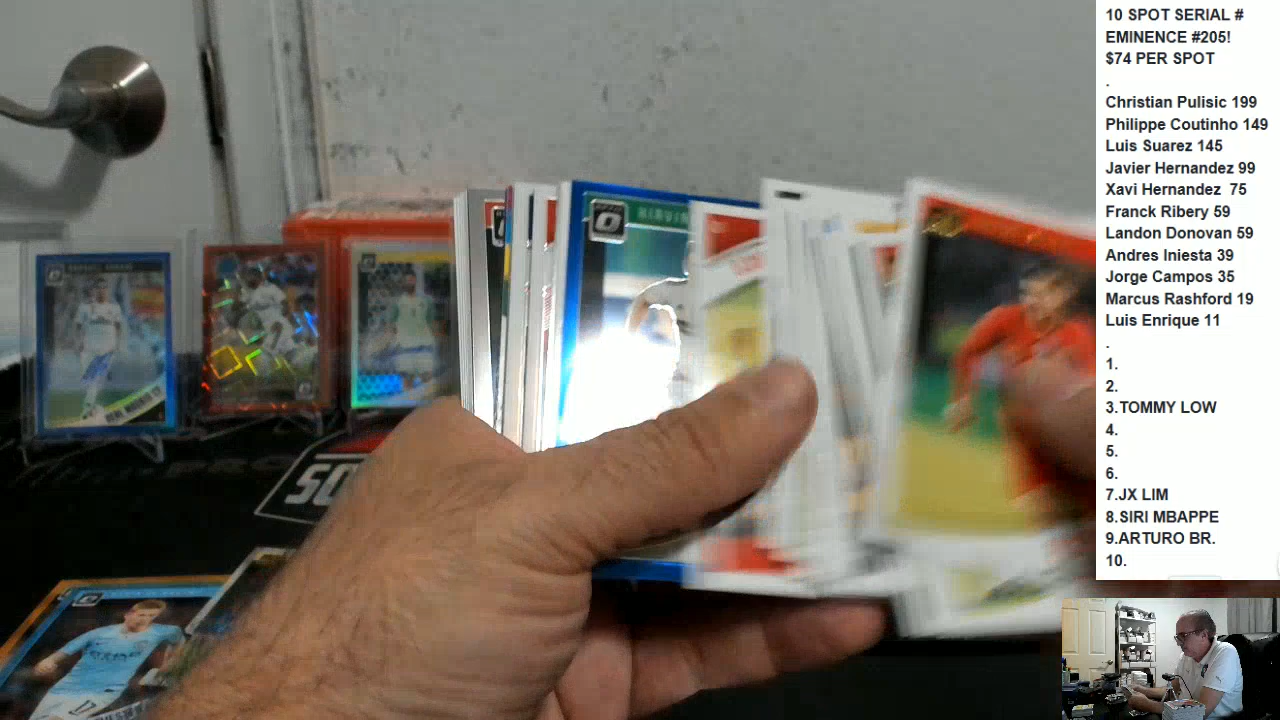 10 SPOT SERIAL #
EMINENCE #205!
$74 PER SPOT
.
Christian Pulisic 199
Philippe Coutinho 149
Luis Suarez 145
Javier Hernandez 99
Xavi Hernandez 75
Franck Ribery 59
Landon Donovan 59
Andres Iniesta 39
Jorge Campos 35
Marcus Rashford 19
Luis Enrique 11
.
1.
2.
3.TOMMY LOW
4.
5.
6.
7.JX LIM
8.SIRI MBAPPE
9.ARTURO BR.
10.